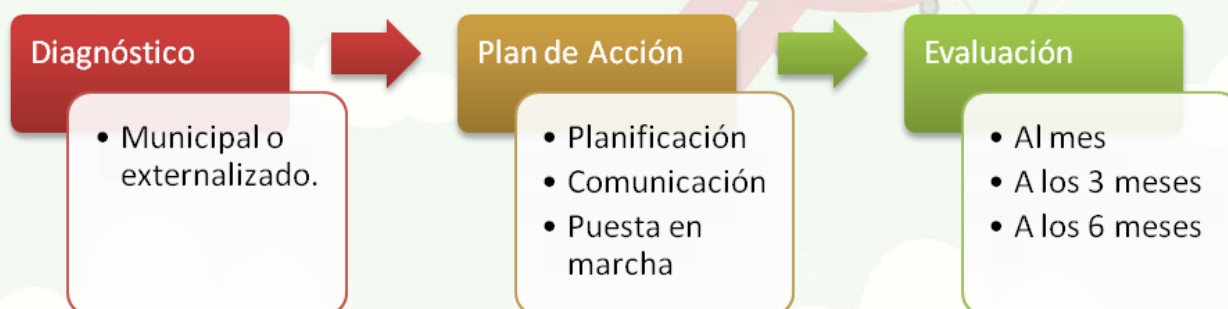 Diagnóstico
• Municipal o
externalizado.
Plan de Acción
• Planificación
• Comunicación
• Puesta en
marcha
Evaluación
• Al mes
• A los 3 meses
• A los 6 meses